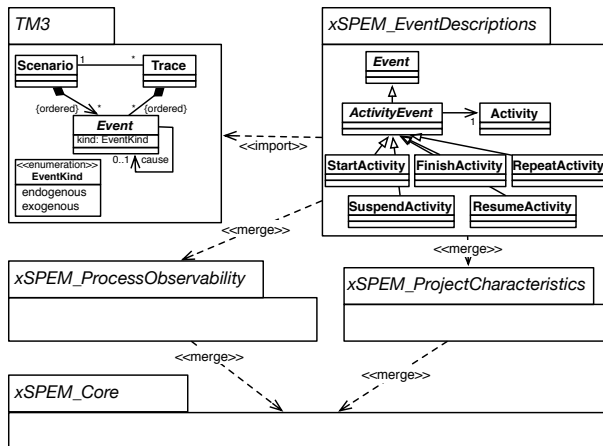 TM3
xSPEM_EventDescriptions
Scenario
1
*
Trace
{ordered}
*
*
{ordered}
Event
kind: EventKind
0..1
cause
<<enumeration>>
EventKind
endogenous
exogenous
<<import>>
Event
ActivityEvent
1
Activity
StartActivity
FinishActivity
RepeatActivity
SuspendActivity
ResumeActivity
<<merge>>
<<merge>>
xSPEM_ProcessObservability
xSPEM_ProjectCharacteristics
<<merge>>
<<merge>>
xSPEM_Core